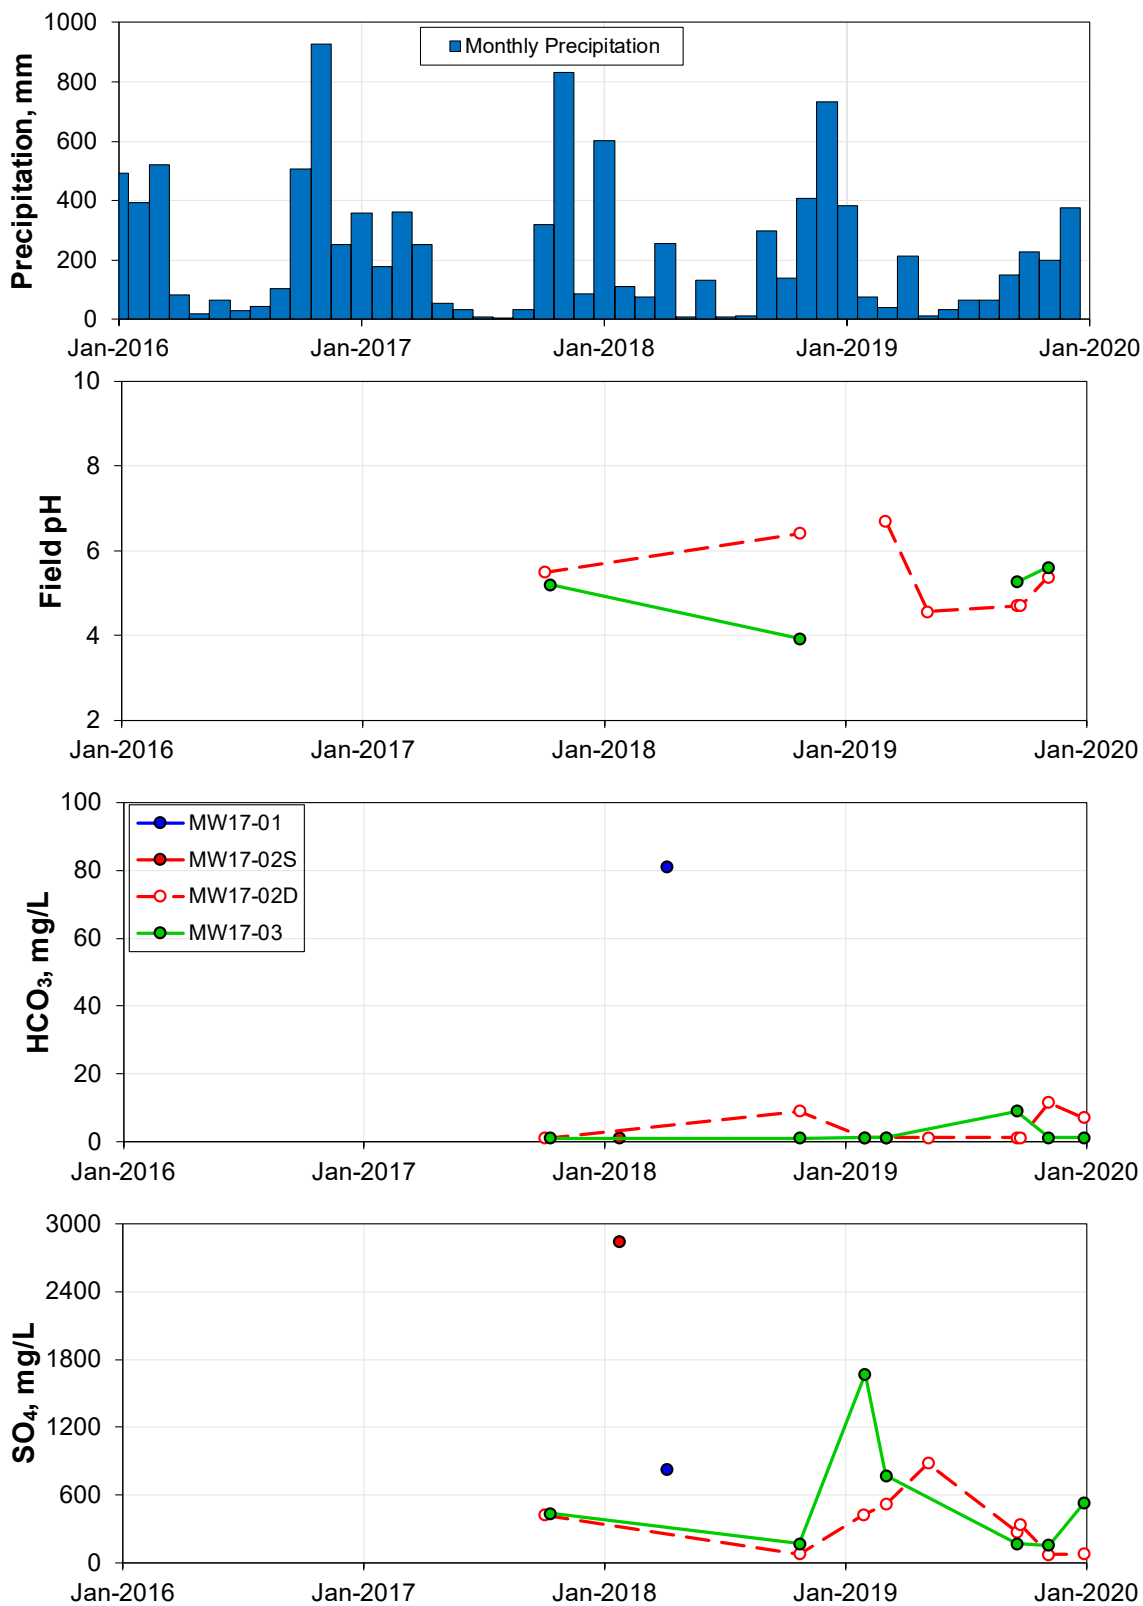 Precipitation, mm
1000
800
600
400
200
0
Monthly Precipitation
Jan-2016 Jan-2017 Jan-2018 Jan-2019 Jan-2020
Field pH
10
8
6
4
2
Jan-2016 Jan-2017 Jan-2018 Jan-2019 Jan-2020
HCO₃, mg/L
100
80
60
40
20
0
MW17-01
MW17-02S
MW17-02D
MW17-03
Jan-2016 Jan-2017 Jan-2018 Jan-2019 Jan-2020
SO₄, mg/L
3000
2400
1800
1200
600
0
Jan-2016 Jan-2017 Jan-2018 Jan-2019 Jan-2020